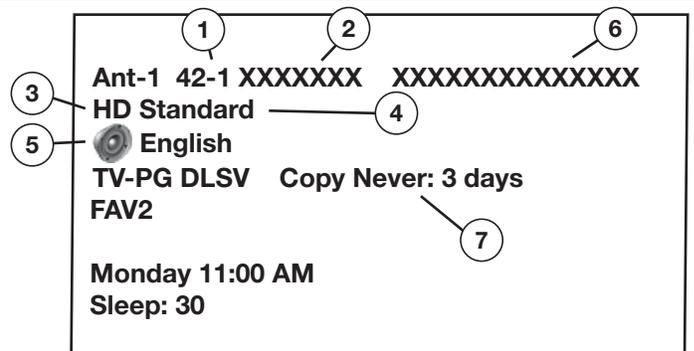 1 2 6
Ant-1 42-1 XXXXXXX XXXXXXXXXXXXXX
3 HD Standard 4
5 English
TV-PG DLSV Copy Never: 3 days
FAV2
7
Monday 11:00 AM
Sleep: 30